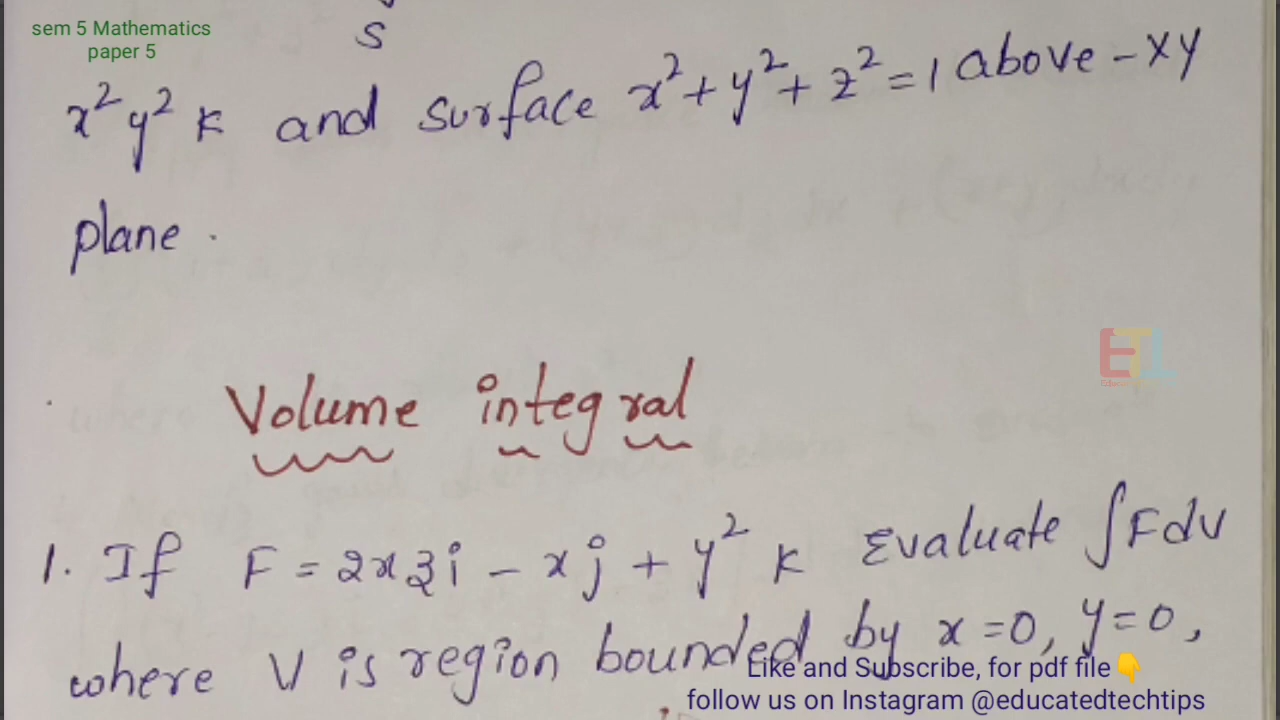 sem 5 Mathematics
paper 5
S
x²y² k and surface x²+y²+z²=1 above - xy
plane.
Volume integral
1. If F = 2xzi - xj + y² k Evaluate ∫Fdv
where V is region bounded by x=0, y=0,
Like and Subscribe, for pdf file👇
follow us on Instagram @educatedtechtips
ETL